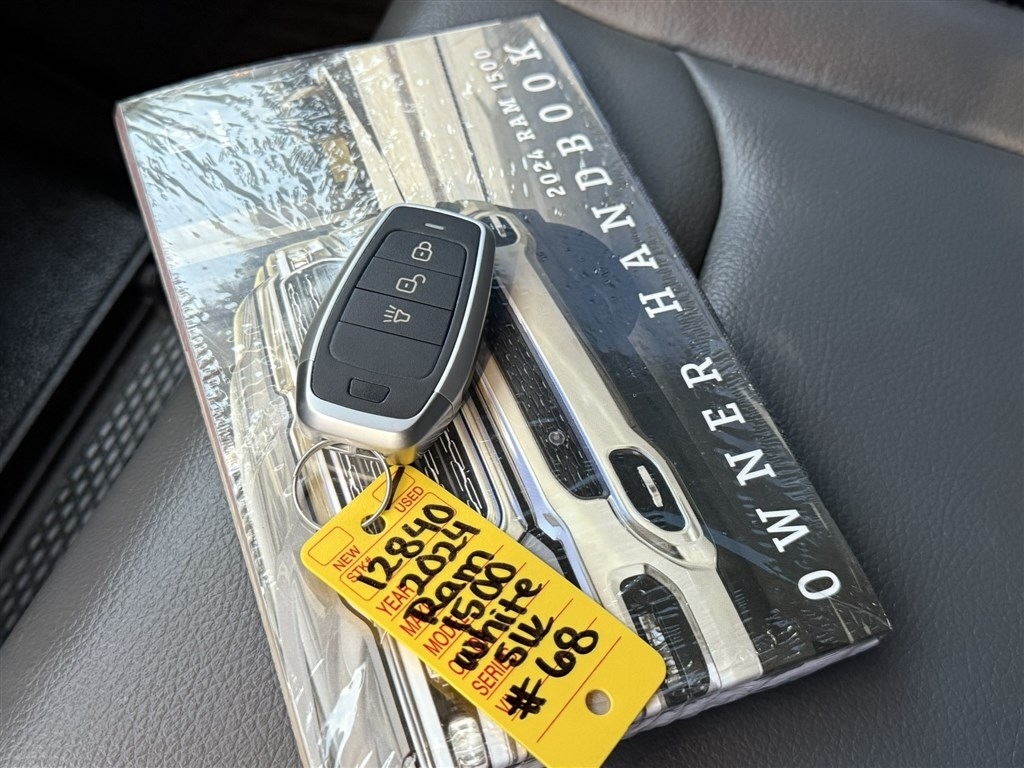 OWNER HANDBOOK
2024 RAM 1500
NEW USED
STK# 12840
YEAR 2024
Ram
MODEL 1500
white
SERIES SLK
#-68